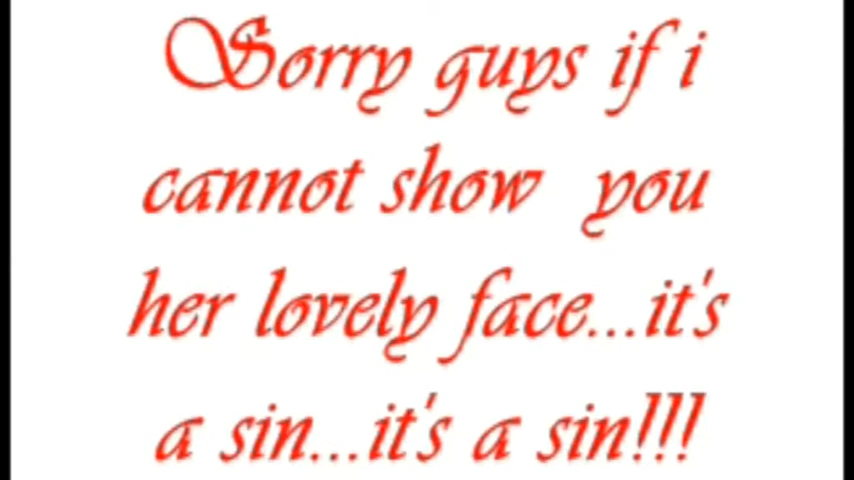 Sorry guys if i
cannot show you
her lovely face...it's
a sin...it's a sin!!!